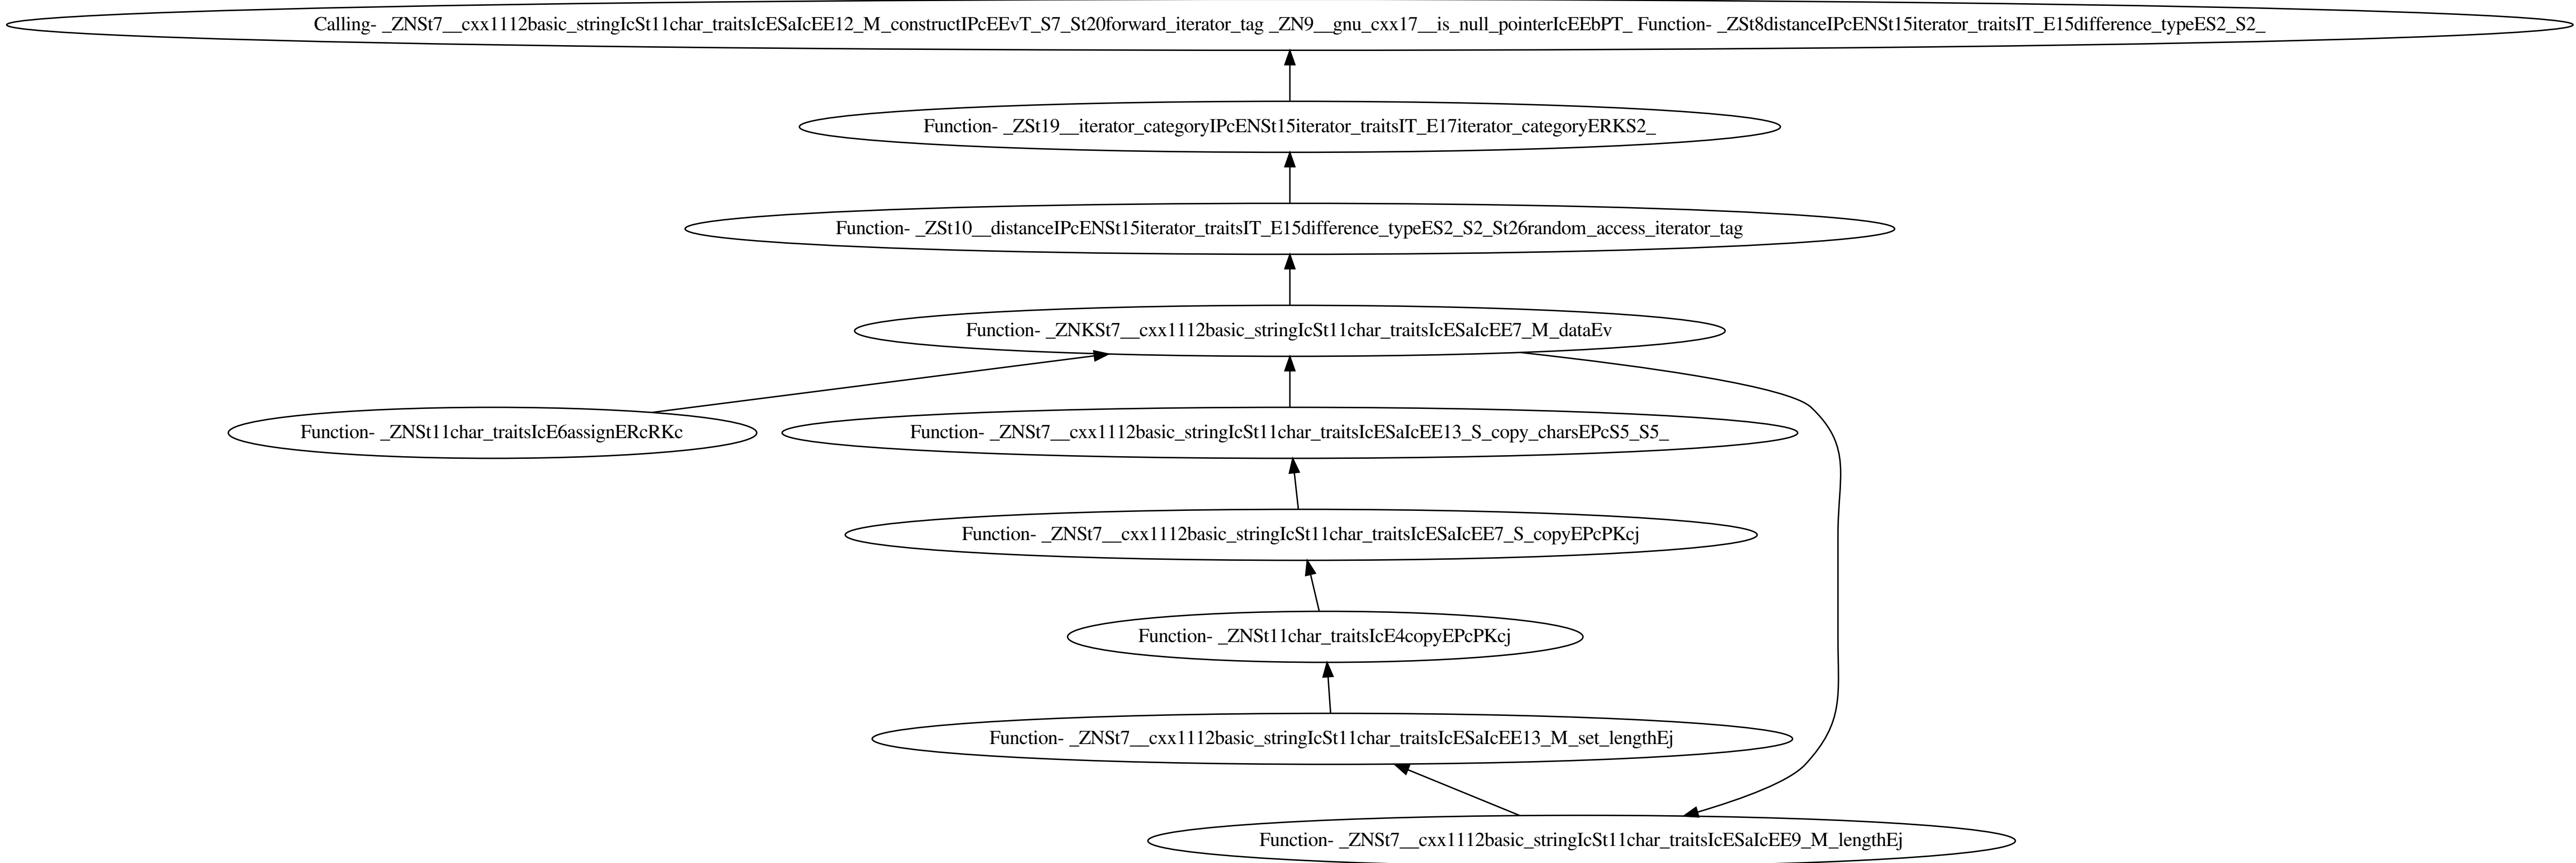 Calling- _ZNSt7__cxx1112basic_stringIcSt11char_traitsIcESaIcEE12_M_constructIPcEEvT_S7_St20forward_iterator_tag _ZN9__gnu_cxx17__is_null_pointerIcEEbPT_ Function- _ZSt8distanceIPcENSt15iterator_traitsIT_E15difference_typeES2_S2_
Function- _ZSt19__iterator_categoryIPcENSt15iterator_traitsIT_E17iterator_categoryERKS2_
Function- _ZSt10__distanceIPcENSt15iterator_traitsIT_E15difference_typeES2_S2_St26random_access_iterator_tag
Function- _ZNKSt7__cxx1112basic_stringIcSt11char_traitsIcESaIcEE7_M_dataEv
Function- _ZNSt11char_traitsIcE6assignERcRKc
Function- _ZNSt7__cxx1112basic_stringIcSt11char_traitsIcESaIcEE13_S_copy_charsEPcS5_S5_
Function- _ZNSt7__cxx1112basic_stringIcSt11char_traitsIcESaIcEE7_S_copyEPcPKcj
Function- _ZNSt11char_traitsIcE4copyEPcPKcj
Function- _ZNSt7__cxx1112basic_stringIcSt11char_traitsIcESaIcEE13_M_set_lengthEj
Function- _ZNSt7__cxx1112basic_stringIcSt11char_traitsIcESaIcEE9_M_lengthEj